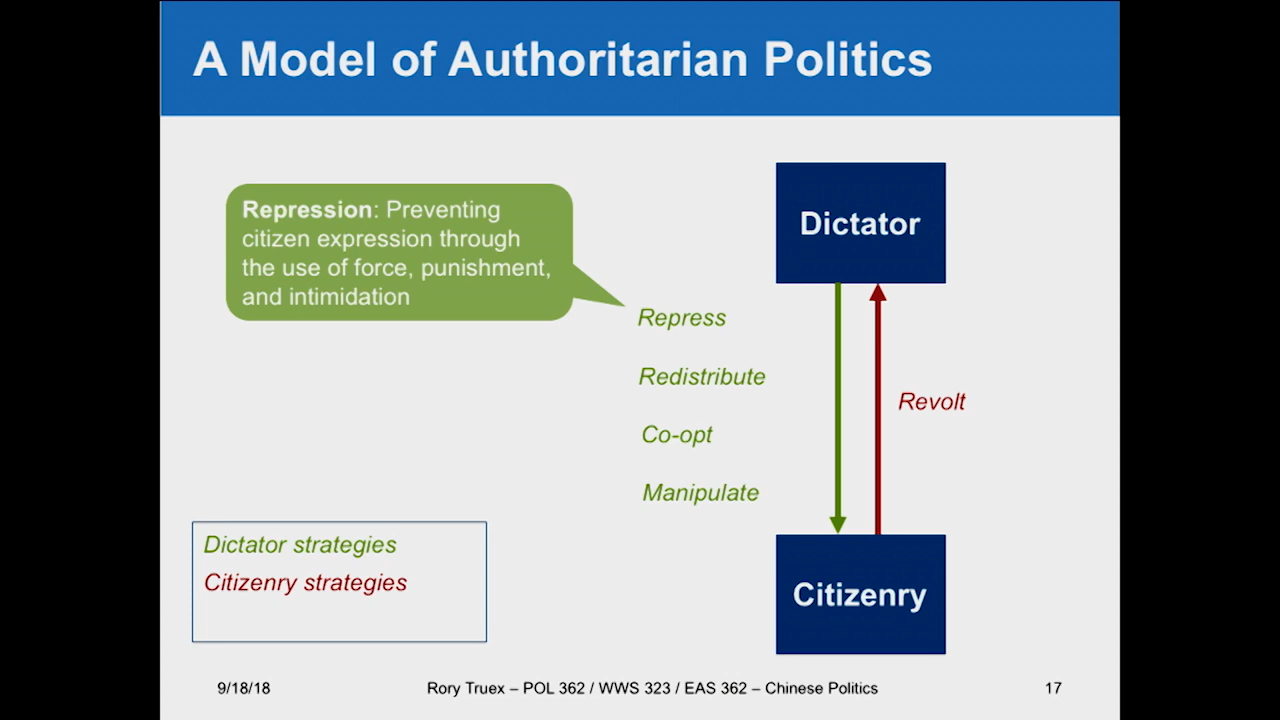 A Model of Authoritarian Politics
Repression: Preventing
citizen expression through
the use of force, punishment,
and intimidation
Dictator
Repress
Redistribute
Co-opt
Manipulate
Revolt
Citizenry
Dictator strategies
Citizenry strategies
9/18/18
Rory Truex – POL 362 / WWS 323 / EAS 362 – Chinese Politics
17